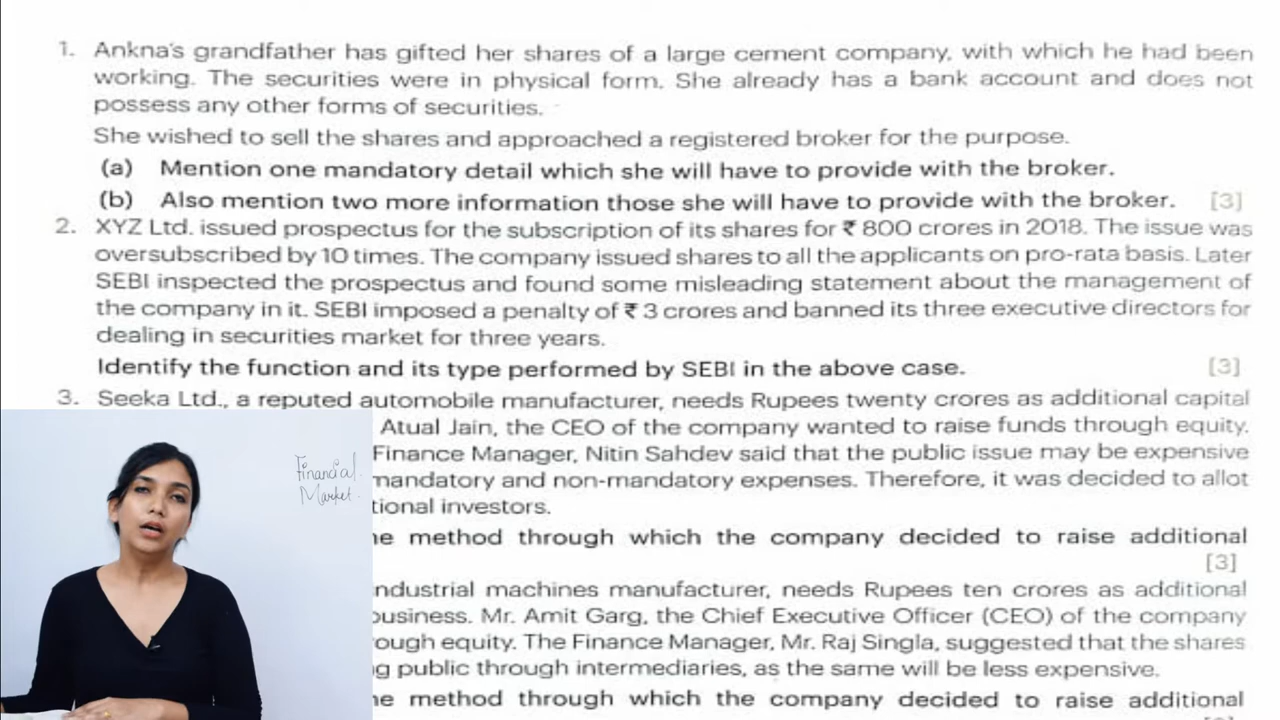 1. Ankna's grandfather has gifted her shares of a large cement company, with which he had been
working. The securities were in physical form. She already has a bank account and does not
possess any other forms of securities.
She wished to sell the shares and approached a registered broker for the purpose.
(a) Mention one mandatory detail which she will have to provide with the broker.
(b) Also mention two more information those she will have to provide with the broker. [3]
2. XYZ Ltd. issued prospectus for the subscription of its shares for ₹ 800 crores in 2018. The issue was
oversubscribed by 10 times. The company issued shares to all the applicants on pro-rata basis. Later
SEBI inspected the prospectus and found some misleading statement about the management of
the company in it. SEBI imposed a penalty of ₹ 3 crores and banned its three executive directors for
dealing in securities market for three years.
Identify the function and its type performed by SEBI in the above case. [3]
3. Seeka Ltd., a reputed automobile manufacturer, needs Rupees twenty crores as additional capital
Atual Jain, the CEO of the company wanted to raise funds through equity.
Finance Manager, Nitin Sahdev said that the public issue may be expensive
mandatory and non-mandatory expenses. Therefore, it was decided to allot
tional investors.
e method through which the company decided to raise additional
[3]
ndustrial machines manufacturer, needs Rupees ten crores as additional
business. Mr. Amit Garg, the Chief Executive Officer (CEO) of the company
ough equity. The Finance Manager, Mr. Raj Singla, suggested that the shares
g public through intermediaries, as the same will be less expensive.
e method through which the company decided to raise additional
Financial
Market.